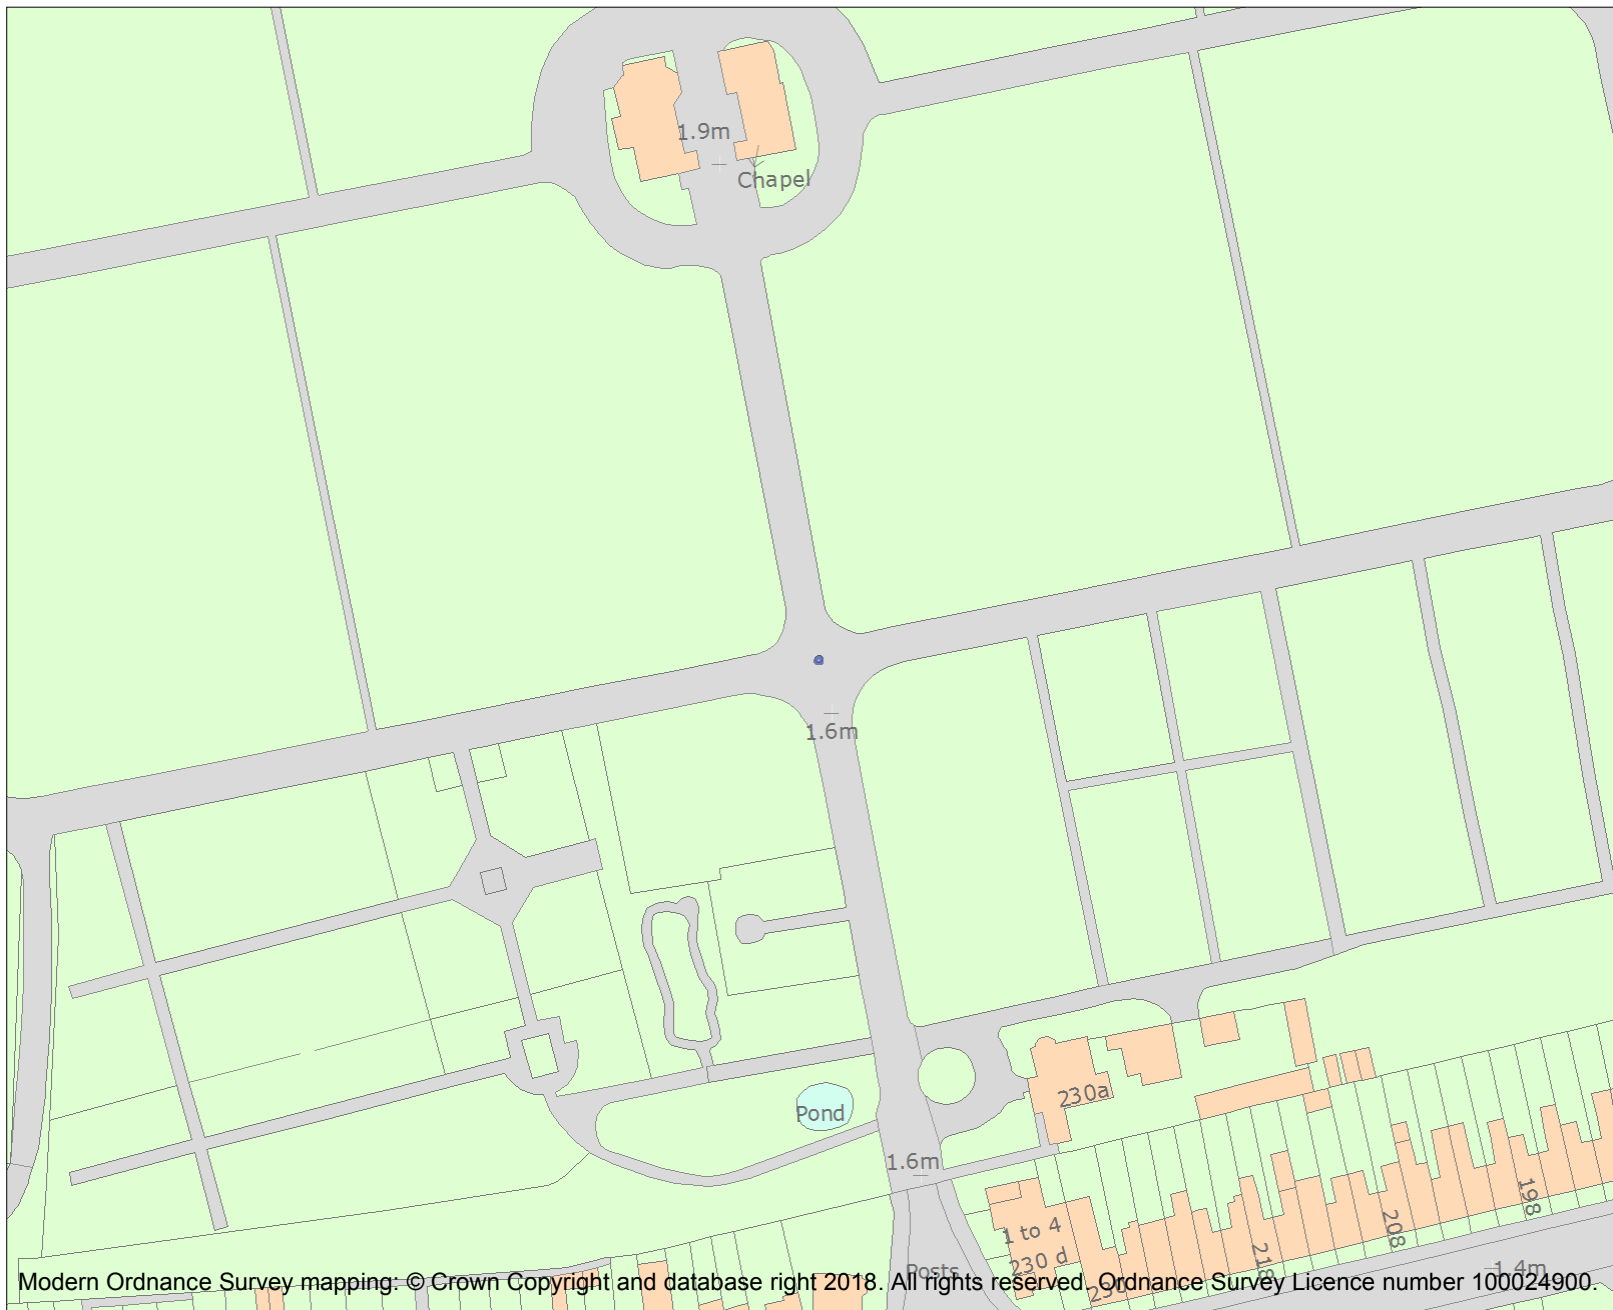 1.9m
Chapel
1.6m
230a
Pond
1.6m
198
1 to 4
208
218
230 d
Posts
1.4m
Modern Ordnance Survey mapping: © Crown Copyright and database right 2018. All rights reserved. Ordnance Survey Licence number 100024900.